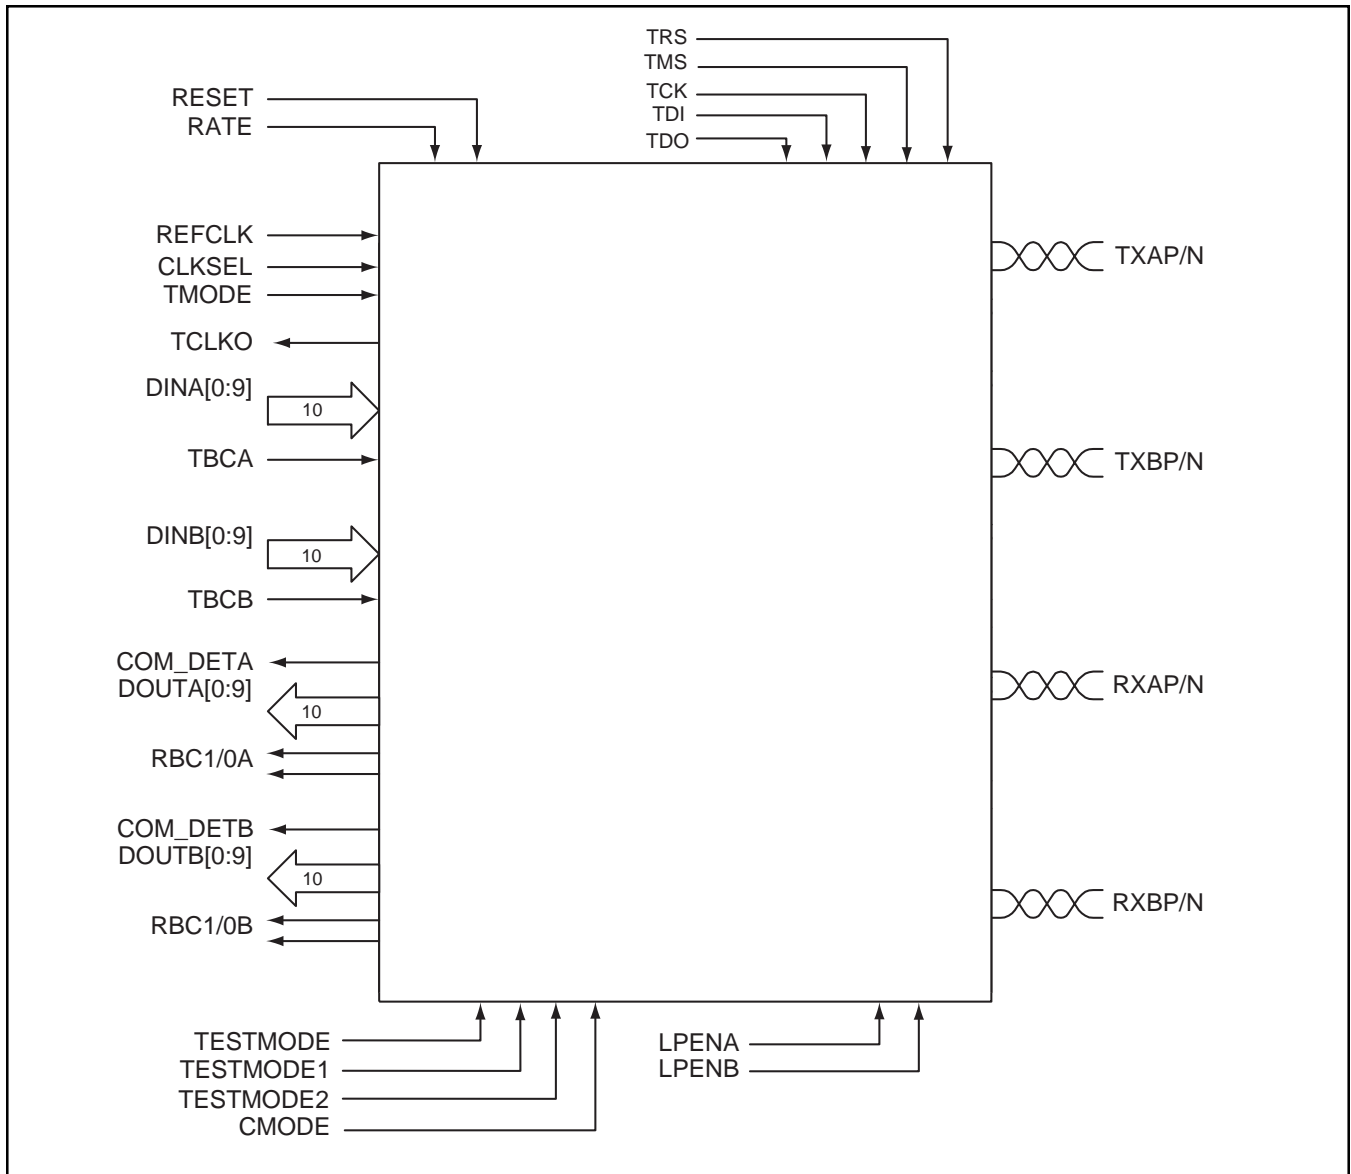 TRS
TMS
TCK
TDI
TDO
RESET
RATE
REFCLK
CLKSEL
TMODE
TCLKO
DINA[0:9]
10
TBCA
DINB[0:9]
10
TBCB
COM_DETA
DOUTA[0:9]
10
RBC1/0A
COM_DETB
DOUTB[0:9]
10
RBC1/0B
TXAP/N
TXBP/N
RXAP/N
RXBP/N
TESTMODE
TESTMODE1
TESTMODE2
CMODE
LPENA
LPENB